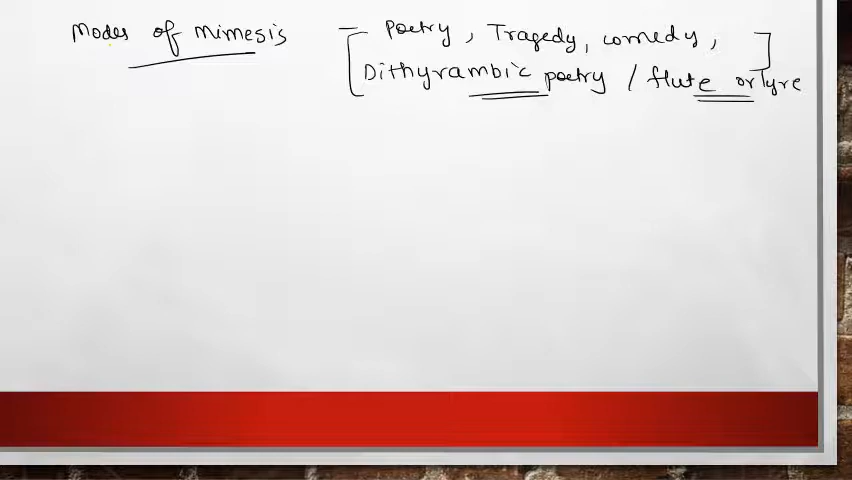 Modes of Mimesis - Poetry, Tragedy, comedy,
Dithyrambic poetry / flute or lyre